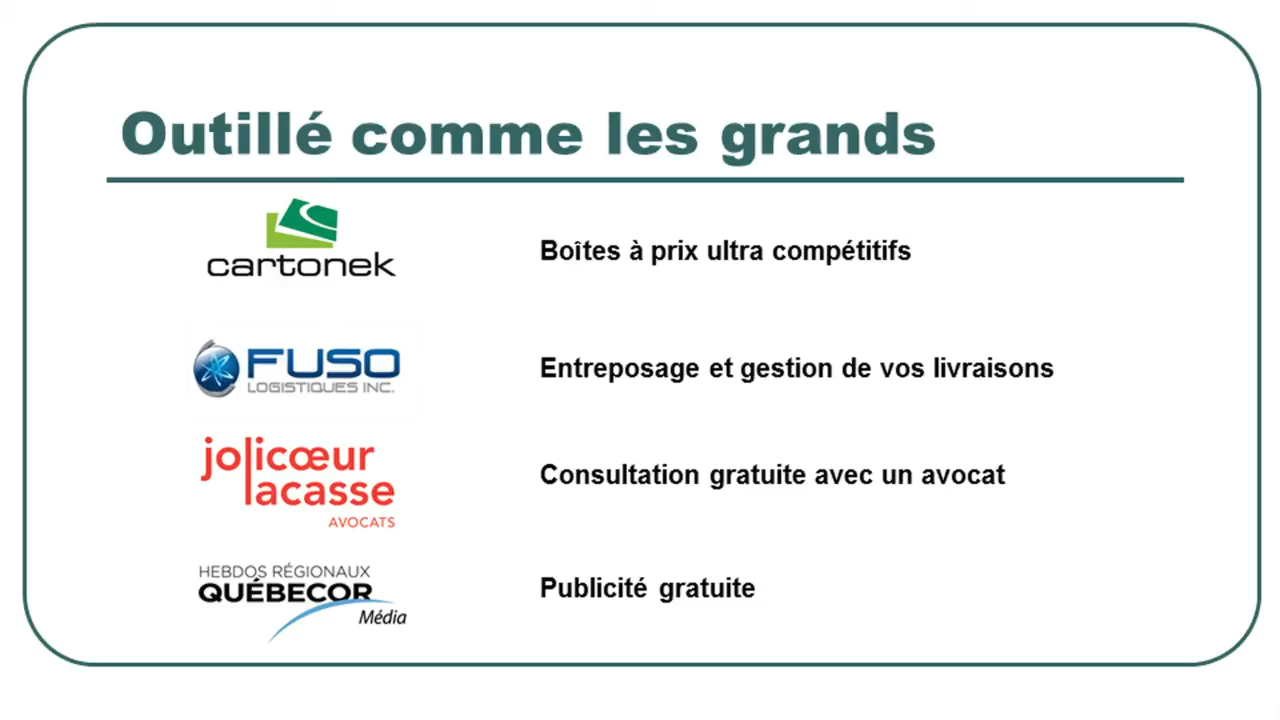 Outillé comme les grands
cartonek
Boîtes à prix ultra compétitifs
FUSO
LOGISTIQUES INC.
Entreposage et gestion de vos livraisons
jolicœur
lacasse
AVOCATS
Consultation gratuite avec un avocat
HEBDOS RÉGIONAUX
QUÉBECOR
Média
Publicité gratuite